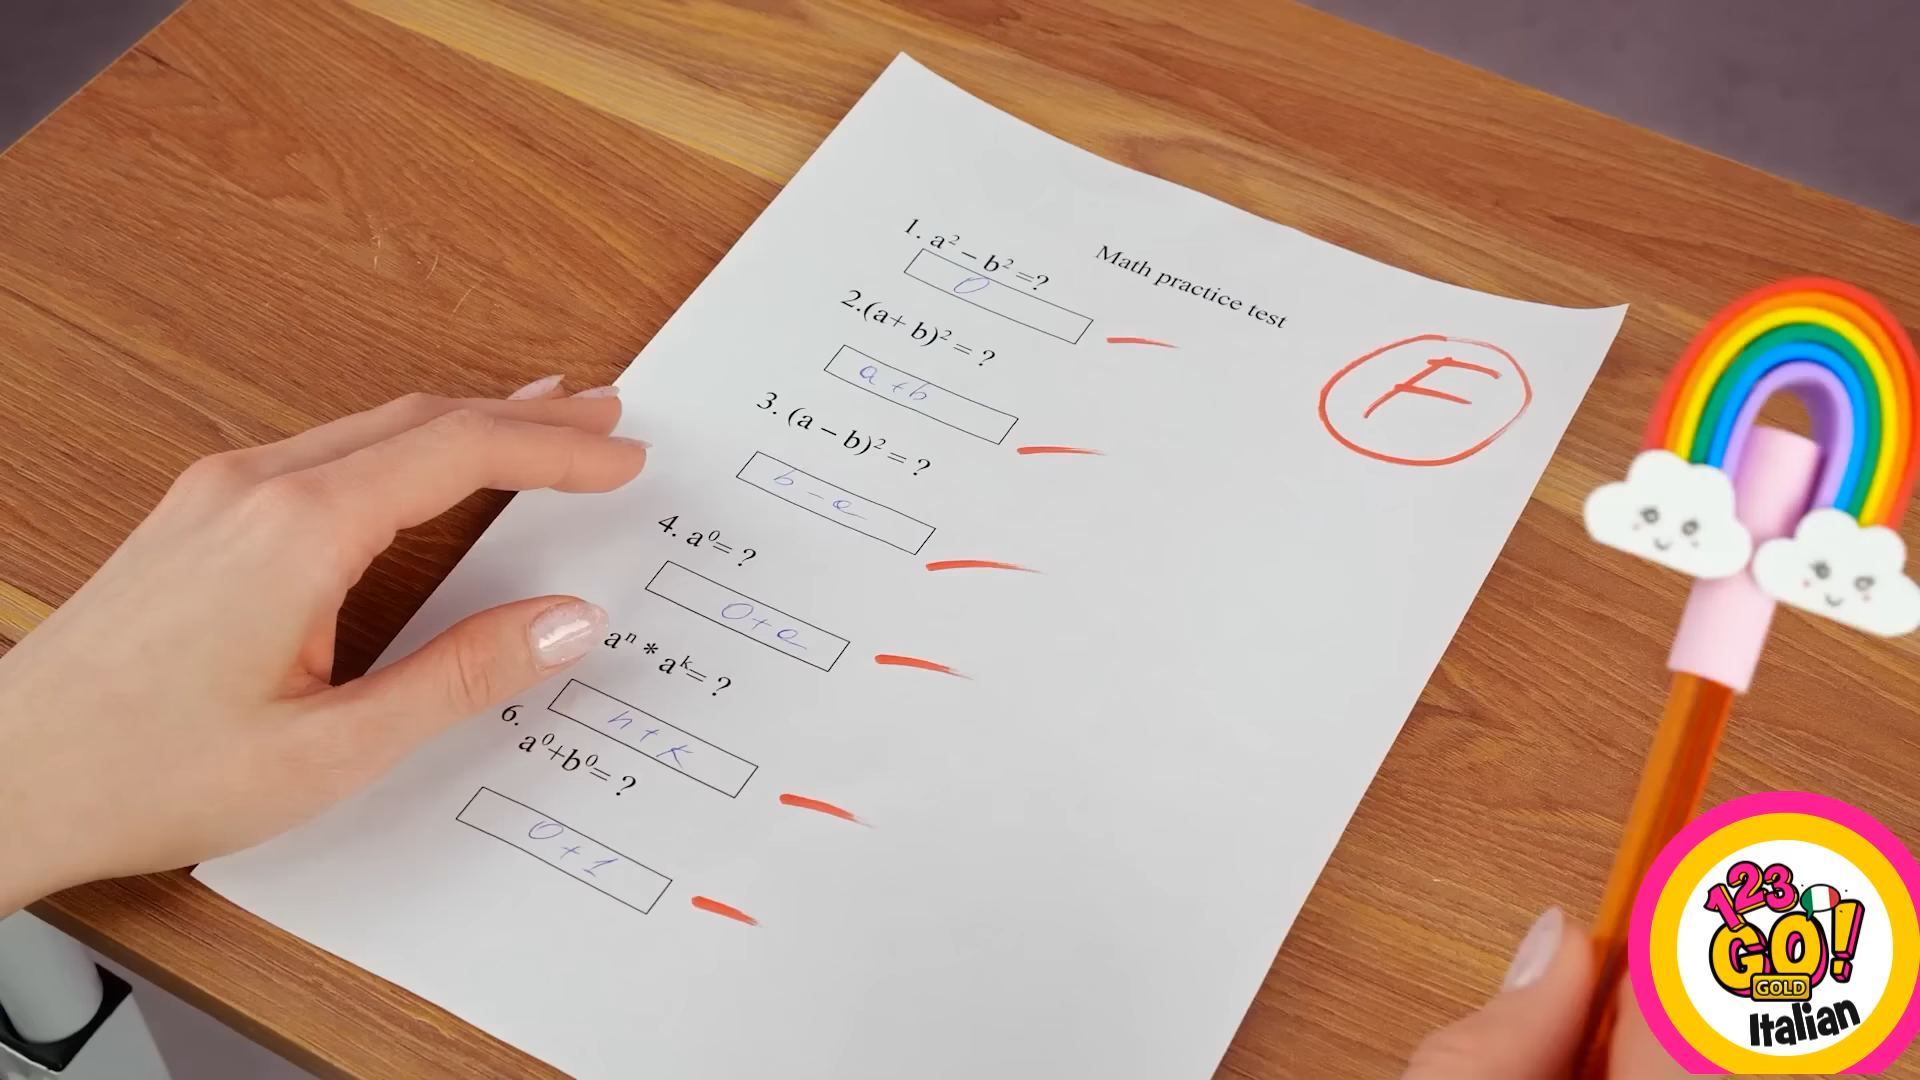 Math practice test
1. a² − b² =?
0
2.(a+ b)² = ?
a + b
3. (a − b)² = ?
b - a
4. a⁰= ?
0 + a
aⁿ * aᵏ= ?
n + k
6.
a⁰+b⁰= ?
0 + 1
F
123
GO!
GOLD
Italian